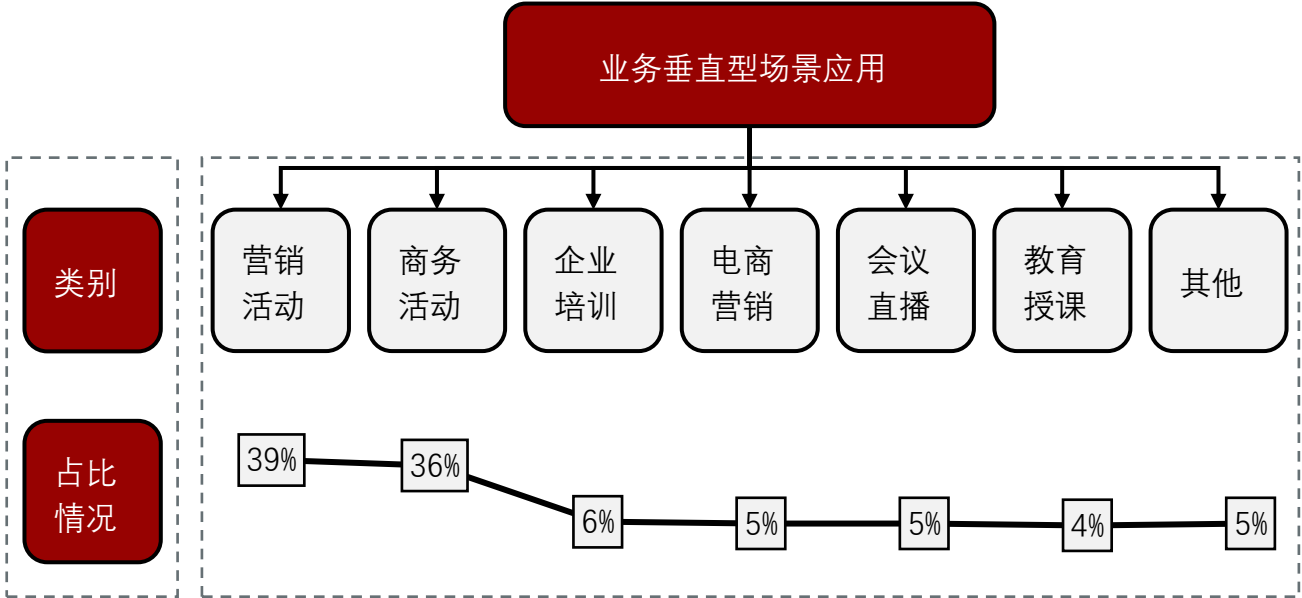 业务垂直型场景应用
类别
营销
活动
商务
活动
企业
培训
电商
营销
会议
直播
教育
授课
其他
占比
情况
39%
36%
6%
5%
5%
4%
5%